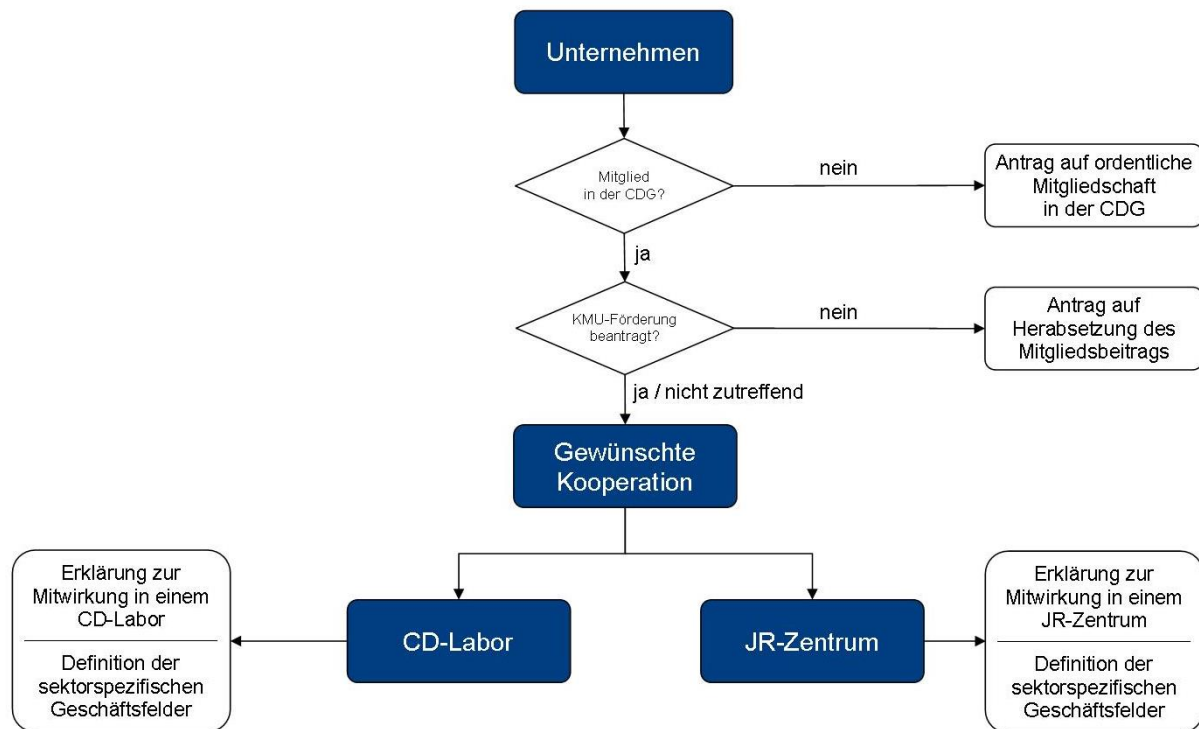 Unternehmen
Mitglied
in der CDG?
nein
Antrag auf ordentliche
Mitgliedschaft
in der CDG
ja
KMU-Förderung
beantragt?
nein
Antrag auf
Herabsetzung des
Mitgliedsbeitrags
ja / nicht zutreffend
Gewünschte
Kooperation
Erklärung zur
Mitwirkung in einem
CD-Labor
Definition der
sektorspezifischen
Geschäftsfelder
CD-Labor
JR-Zentrum
Erklärung zur
Mitwirkung in einem
JR-Zentrum
Definition der
sektorspezifischen
Geschäftsfelder